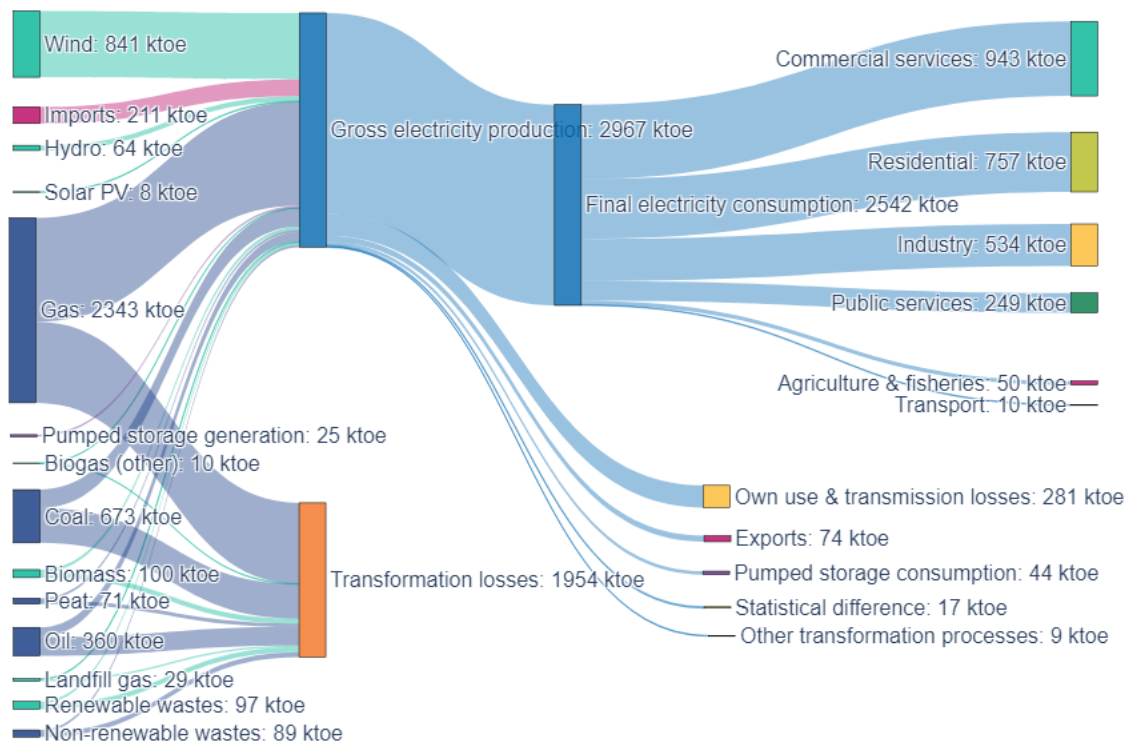 Wind: 841 ktoe
Imports: 211 ktoe
Hydro: 64 ktoe
Solar PV: 8 ktoe
Gas: 2343 ktoe
Pumped storage generation: 25 ktoe
Biogas (other): 10 ktoe
Coal: 673 ktoe
Biomass: 100 ktoe
Peat: 71 ktoe
Oil: 360 ktoe
Landfill gas: 29 ktoe
Renewable wastes: 97 ktoe
Non-renewable wastes: 89 ktoe
Gross electricity production: 2967 ktoe
Transformation losses: 1954 ktoe
Final electricity consumption: 2542 ktoe
Commercial services: 943 ktoe
Residential: 757 ktoe
Industry: 534 ktoe
Public services: 249 ktoe
Agriculture & fisheries: 50 ktoe
Transport: 10 ktoe
Own use & transmission losses: 281 ktoe
Exports: 74 ktoe
Pumped storage consumption: 44 ktoe
Statistical difference: 17 ktoe
Other transformation processes: 9 ktoe